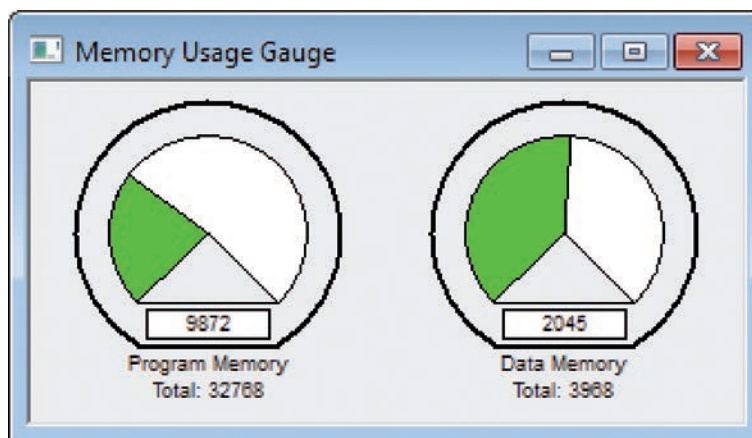 Memory Usage Gauge
9872
Program Memory
Total: 32768
2045
Data Memory
Total: 3968